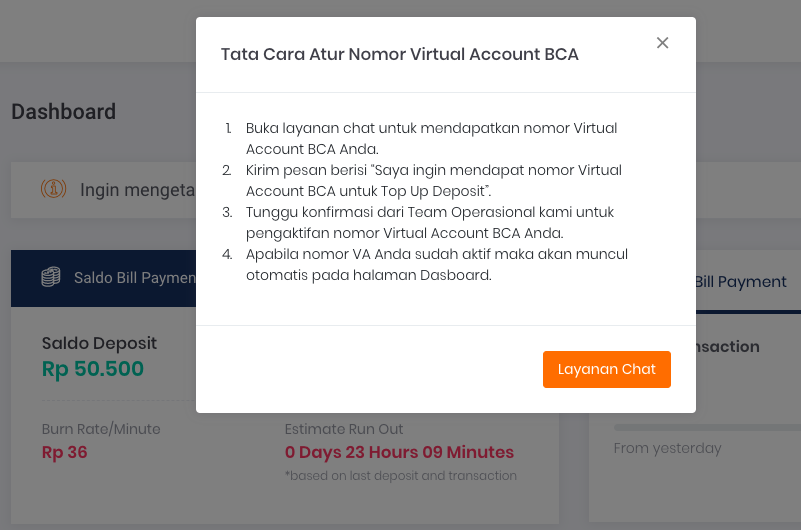 Tata Cara Atur Nomor Virtual Account BCA
1. Buka layanan chat untuk mendapatkan nomor Virtual
Account BCA Anda.
2. Kirim pesan berisi “Saya ingin mendapat nomor Virtual
Account BCA untuk Top Up Deposit”.
3. Tunggu konfirmasi dari Team Operasional kami untuk
pengaktifan nomor Virtual Account BCA Anda.
4. Apabila nomor VA Anda sudah aktif maka akan muncul
otomatis pada halaman Dasboard.
Layanan Chat
Dashboard
Ingin mengeta
Saldo Bill Paymen
Saldo Deposit
Rp 50.500
Burn Rate/Minute
Rp 36
Estimate Run Out
0 Days 23 Hours 09 Minutes
*based on last deposit and transaction
Bill Payment
nsaction
From yesterday